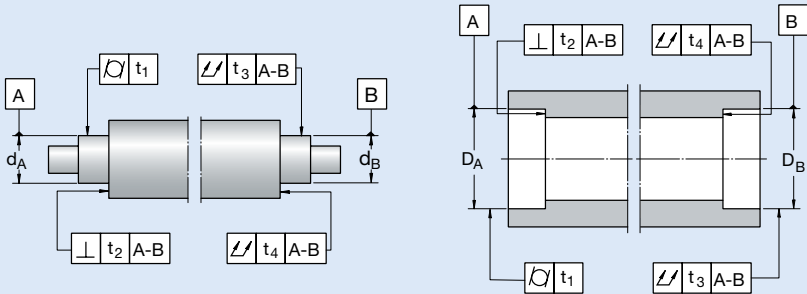 ⌭ t1
⌰ t3 A-B
A
B
dA
dB
⊥ t2 A-B
⌰ t4 A-B
A
B
⊥ t2 A-B
⌰ t4 A-B
DA
DB
⌭ t1
⌰ t3 A-B